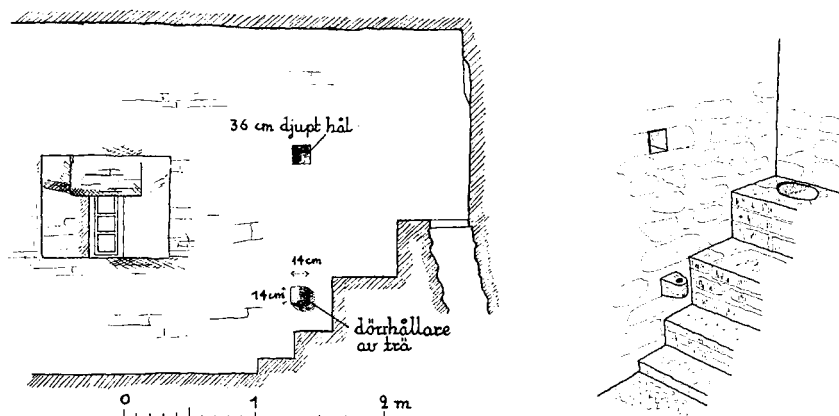 36 cm djupt hål
14cm
14cm
dörrhållare
av trä
0 1 2 m